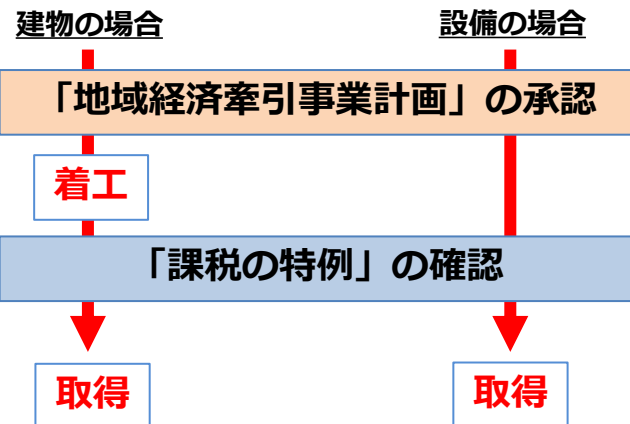 建物の場合
設備の場合
「地域経済牽引事業計画」の承認
着工
「課税の特例」の確認
取得
取得